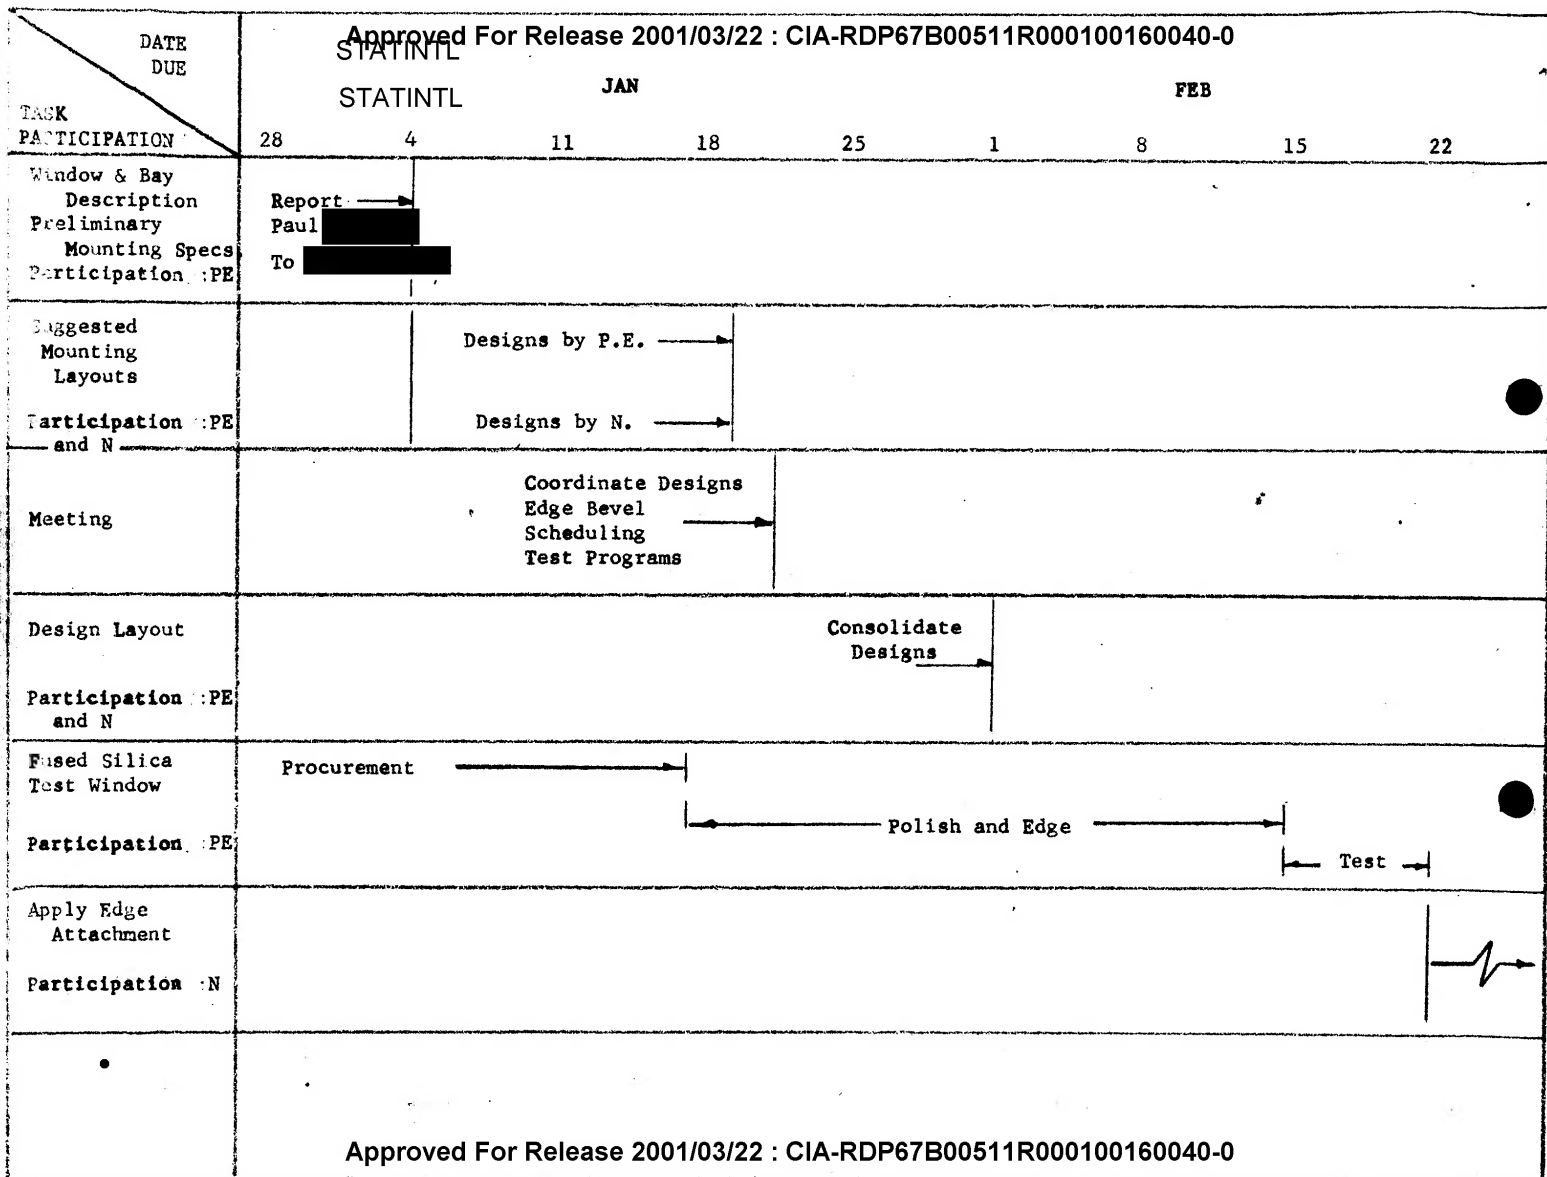 Approved For Release 2001/03/22 : CIA-RDP67B00511R000100160040-0
STATINTL
STATINTL
DATE
DUE
TASK
PARTICIPATION
JAN
FEB
28 4 11 18 25 1 8 15 22
Window & Bay
Description
Preliminary
Mounting Specs
Participation :PE
Report
Paul
To
Suggested
Mounting
Layouts
Participation :PE
and N
Designs by P.E.
Designs by N.
Meeting
Coordinate Designs
Edge Bevel
Scheduling
Test Programs
Design Layout
Participation :PE
and N
Consolidate
Designs
Fused Silica
Test Window
Participation :PE
Procurement
Polish and Edge
Test
Apply Edge
Attachment
Participation :N
Approved For Release 2001/03/22 : CIA-RDP67B00511R000100160040-0